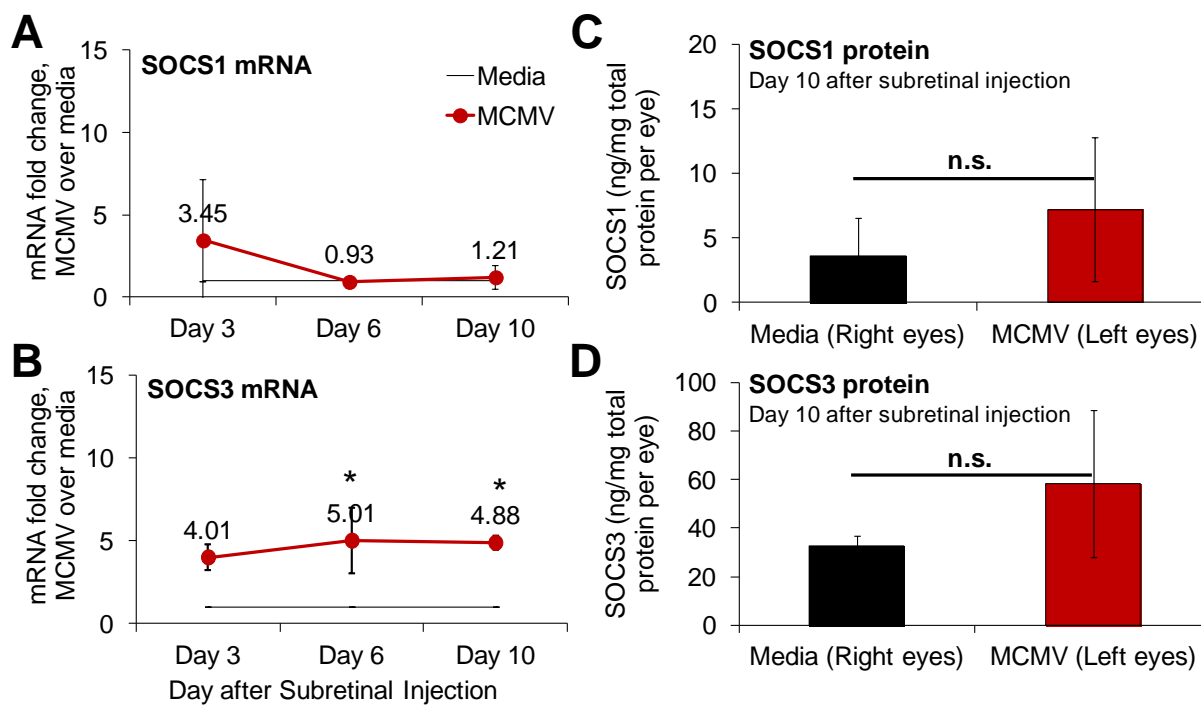 A
15
10
5
0
mRNA fold change,
MCMV over media
SOCS1 mRNA
Media
MCMV
3.45
0.93
1.21
Day 3
Day 6
Day 10
B
15
10
5
0
mRNA fold change,
MCMV over media
SOCS3 mRNA
*
*
4.01
5.01
4.88
Day 3
Day 6
Day 10
Day after Subretinal Injection
C
20
15
10
5
0
SOCS1 (ng/mg total
protein per eye)
SOCS1 protein
Day 10 after subretinal injection
n.s.
Media (Right eyes)
MCMV (Left eyes)
D
100
80
60
40
20
0
SOCS3 (ng/mg total
protein per eye)
SOCS3 protein
Day 10 after subretinal injection
n.s.
Media (Right eyes)
MCMV (Left eyes)